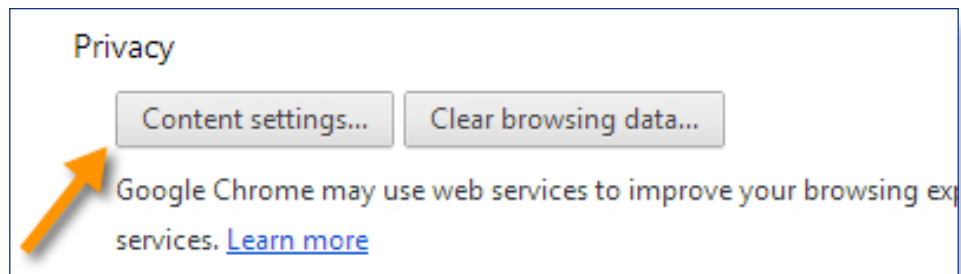 Privacy
Content settings... Clear browsing data...
Google Chrome may use web services to improve your browsing
services. Learn more